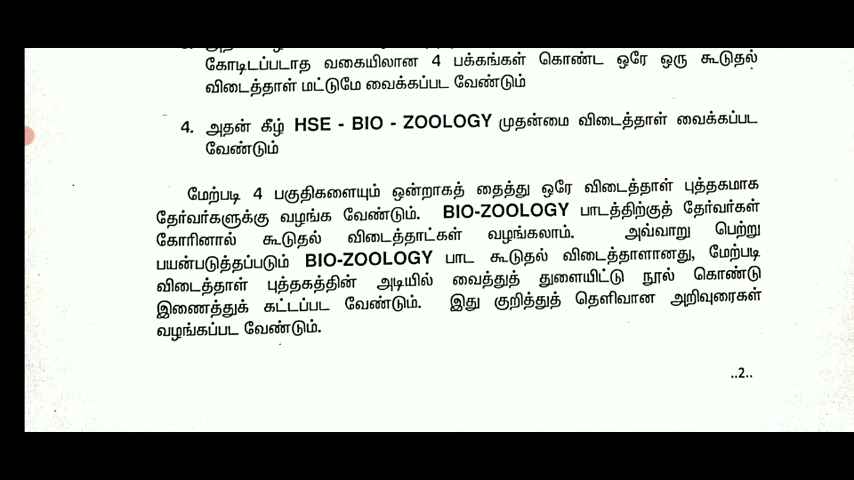 கோடிடப்படாத வகையிலான 4 பக்கங்கள் கொண்ட ஒரே ஒரு கூடுதல்
விடைத்தாள் மட்டுமே வைக்கப்பட வேண்டும்
4. அதன் கீழ் HSE - BIO - ZOOLOGY முதன்மை விடைத்தாள் வைக்கப்பட
வேண்டும்
மேற்படி 4 பகுதிகளையும் ஒன்றாகத் தைத்து ஒரே விடைத்தாள் புத்தகமாக
தேர்வர்களுக்கு வழங்க வேண்டும். BIO-ZOOLOGY பாடத்திற்குத் தேர்வர்கள்
கோரினால் கூடுதல் விடைத்தாட்கள் வழங்கலாம். அவ்வாறு பெற்று
பயன்படுத்தப்படும் BIO-ZOOLOGY பாட கூடுதல் விடைத்தாளானது, மேற்படி
விடைத்தாள் புத்தகத்தின் அடியில் வைத்துத் துளையிட்டு நூல் கொண்டு
இணைத்துக் கட்டப்பட வேண்டும். இது குறித்துத் தெளிவான அறிவுரைகள்
வழங்கப்பட வேண்டும்.
..2..